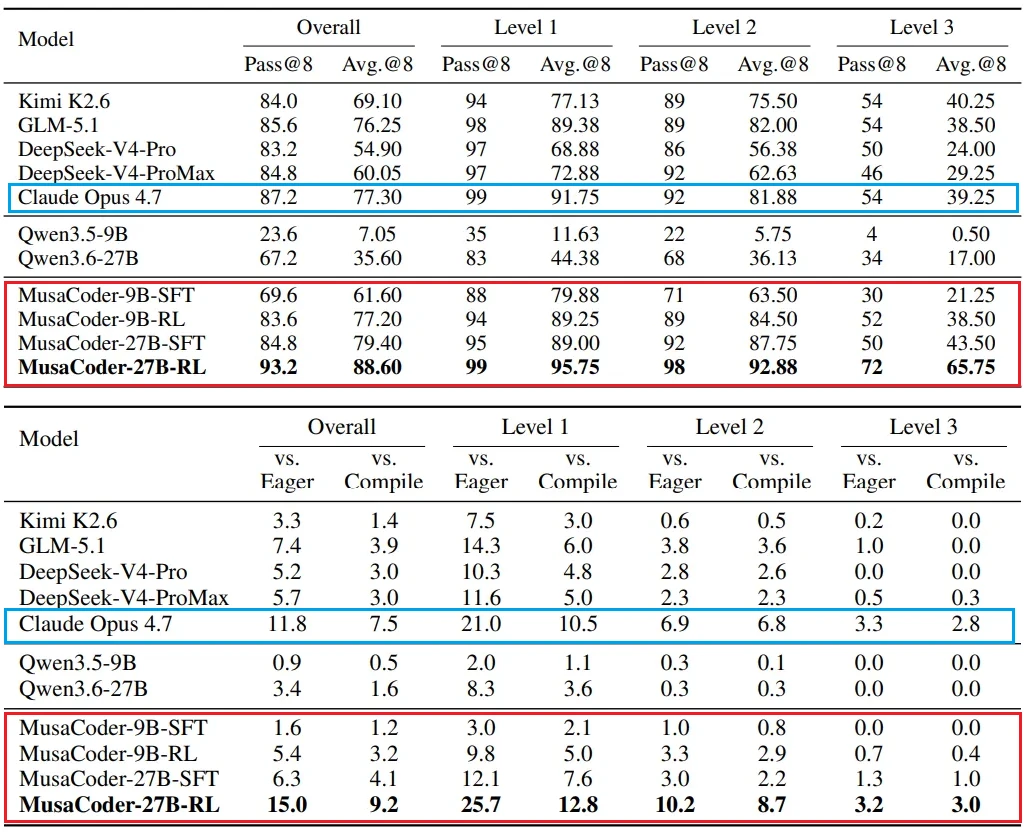 Model Overall Level 1 Level 2 Level 3
Pass@8 Avg.@8 Pass@8 Avg.@8 Pass@8 Avg.@8 Pass@8 Avg.@8
Kimi K2.6 84.0 69.10 94 77.13 89 75.50 54 40.25
GLM-5.1 85.6 76.25 98 89.38 89 82.00 54 38.50
DeepSeek-V4-Pro 83.2 54.90 97 68.88 86 56.38 50 24.00
DeepSeek-V4-ProMax 84.8 60.05 97 72.88 92 62.63 46 29.25
Claude Opus 4.7 87.2 77.30 99 91.75 92 81.88 54 39.25
Qwen3.5-9B 23.6 7.05 35 11.63 22 5.75 4 0.50
Qwen3.6-27B 67.2 35.60 83 44.38 68 36.13 34 17.00
MusaCoder-9B-SFT 69.6 61.60 88 79.88 71 63.50 30 21.25
MusaCoder-9B-RL 83.6 77.20 94 89.25 89 84.50 52 38.50
MusaCoder-27B-SFT 84.8 79.40 95 89.00 92 87.75 50 43.50
MusaCoder-27B-RL 93.2 88.60 99 95.75 98 92.88 72 65.75
Model Overall Level 1 Level 2 Level 3
vs. vs. vs. vs. vs. vs. vs. vs.
Eager Compile Eager Compile Eager Compile Eager Compile
Kimi K2.6 3.3 1.4 7.5 3.0 0.6 0.5 0.2 0.0
GLM-5.1 7.4 3.9 14.3 6.0 3.8 3.6 1.0 0.0
DeepSeek-V4-Pro 5.2 3.0 10.3 4.8 2.8 2.6 0.0 0.0
DeepSeek-V4-ProMax 5.7 3.0 11.6 5.0 2.3 2.3 0.5 0.3
Claude Opus 4.7 11.8 7.5 21.0 10.5 6.9 6.8 3.3 2.8
Qwen3.5-9B 0.9 0.5 2.0 1.1 0.3 0.1 0.0 0.0
Qwen3.6-27B 3.4 1.6 8.3 3.6 0.3 0.3 0.0 0.0
MusaCoder-9B-SFT 1.6 1.2 3.0 2.1 1.0 0.8 0.0 0.0
MusaCoder-9B-RL 5.4 3.2 9.8 5.0 3.3 2.9 0.7 0.4
MusaCoder-27B-SFT 6.3 4.1 12.1 7.6 3.0 2.2 1.3 1.0
MusaCoder-27B-RL 15.0 9.2 25.7 12.8 10.2 8.7 3.2 3.0